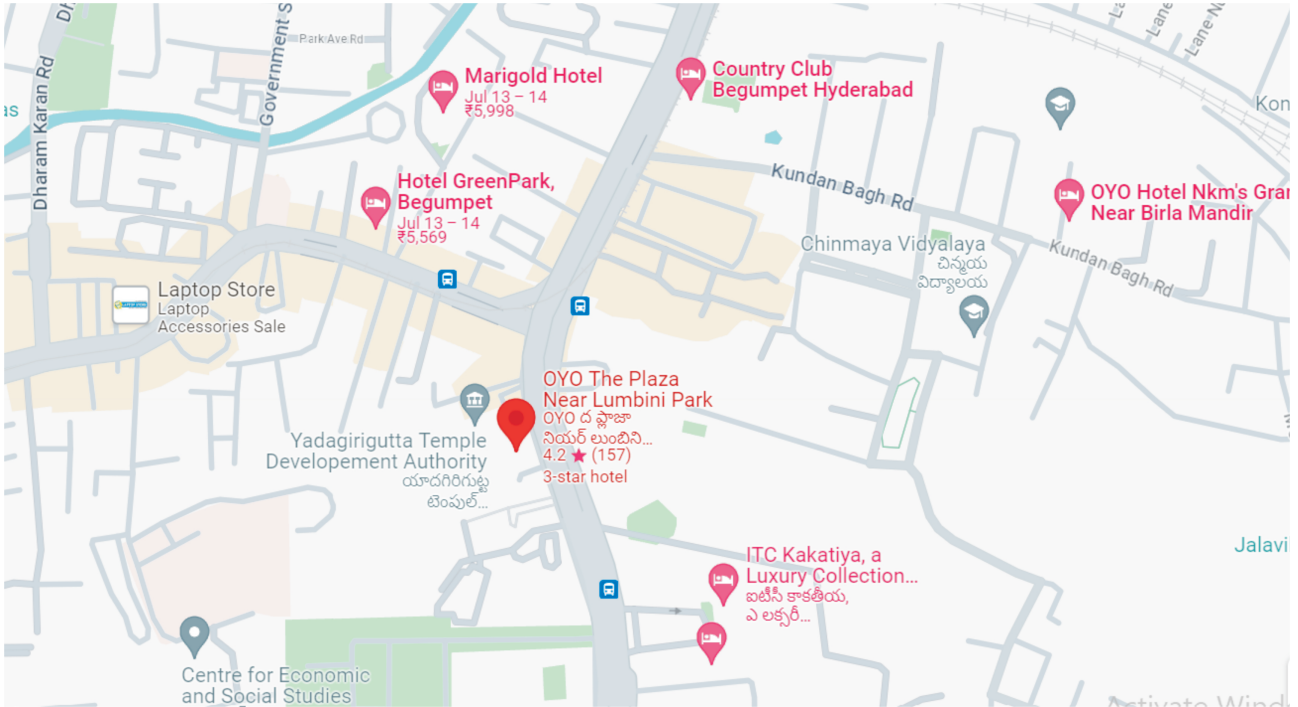 Dharam Karan Rd
Government S
Park Ave Rd
Marigold Hotel
Jul 13 – 14
₹5,998
Country Club
Begumpet Hyderabad
Kon
as
Hotel GreenPark,
Begumpet
Jul 13 – 14
₹5,569
Kundan Bagh Rd
OYO Hotel Nkm's Gran
Near Birla Mandir
Chinmaya Vidyalaya
చిన్మయ
విద్యాలయ
Kundan Bagh Rd
Laptop Store
Laptop
Accessories Sale
OYO The Plaza
Near Lumbini Park
OYO ద ప్లాజా
నియర్ లుంబిని...
4.2 ★ (157)
3-star hotel
Yadagirigutta Temple
Developement Authority
యాదగిరిగుట్ట
టెంపుల్...
Jalavi
ITC Kakatiya, a
Luxury Collection...
ఐటీసీ కాకతీయ,
ఎ లక్సరీ...
Centre for Economic
and Social Studies